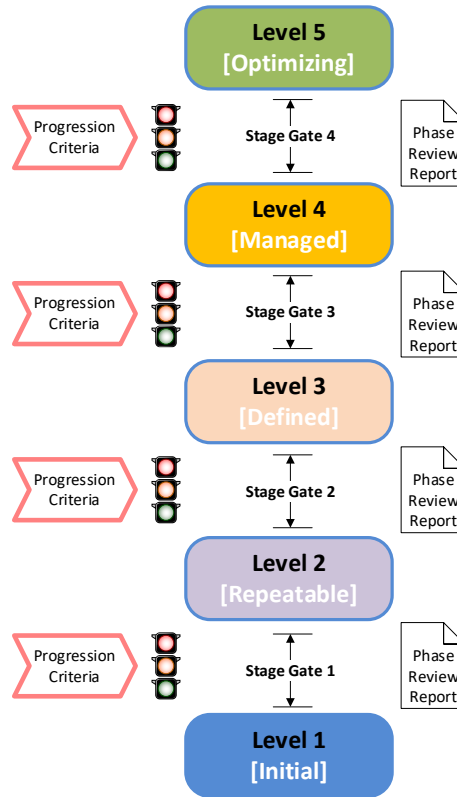 Level 5
[Optimizing]
Progression
Criteria
Stage Gate 4
Phase
Review
Report
Level 4
[Managed]
Progression
Criteria
Stage Gate 3
Phase
Review
Report
Level 3
[Defined]
Progression
Criteria
Stage Gate 2
Phase
Review
Report
Level 2
[Repeatable]
Progression
Criteria
Stage Gate 1
Phase
Review
Report
Level 1
[Initial]